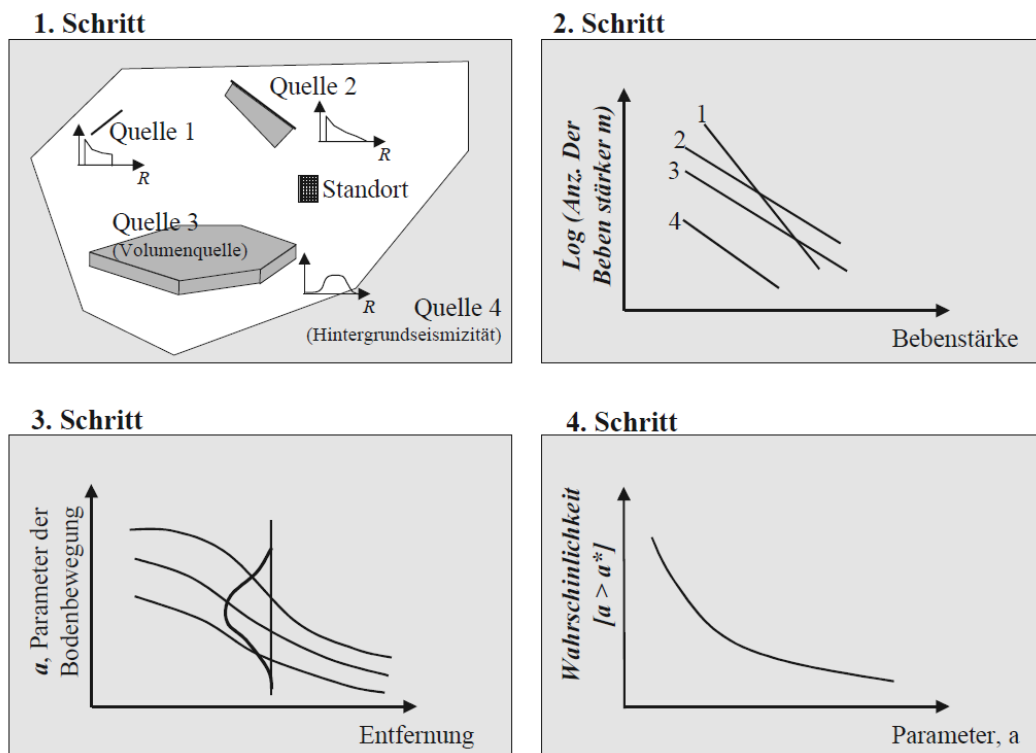 1. Schritt
Quelle 2
Quelle 1
R
R
Standort
Quelle 3
(Volumenquelle)
R
Quelle 4
(Hintergrundseismizität)
2. Schritt
Log (Anz. Der
Beben stärker m)
1
2
3
4
Bebenstärke
3. Schritt
a, Parameter der
Bodenbewegung
Entfernung
4. Schritt
Wahrschinlichkeit
[a > a*]
Parameter, a